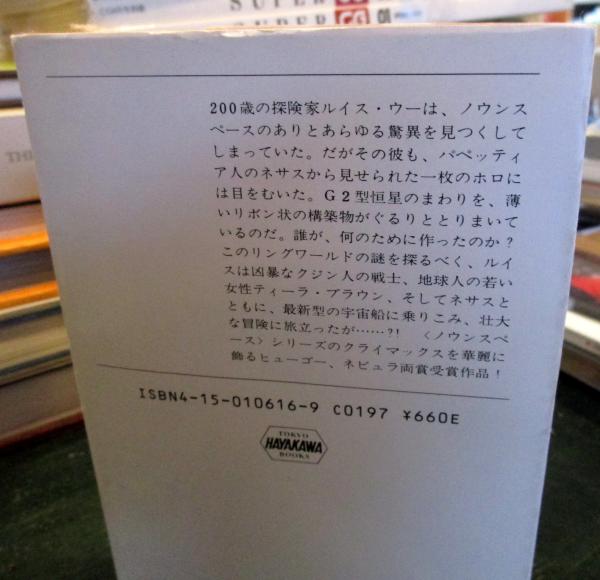 SUPER CG
SUPER CG
TH
200歳の探険家ルイス・ウーは、ノウンス
ペースのありとあらゆる驚異を見つくして
しまっていた。だがその彼も、パペッティ
ア人のネサスから見せられた一枚のホロに
は目をむいた。G2型恒星のまわりを、薄
いリボン状の構築物がぐるりととりまいて
いるのだ。誰が、何のために作ったのか?
このリングワールドの謎を探るべく、ルイ
スは凶暴なクジン人の戦士、地球人の若い
女性ティーラ・ブラウン、そしてネサスと
ともに、最新型の宇宙船に乗りこみ、壮大
な冒険に旅立ったが……?! 〈ノウンスペ
ース〉シリーズのクライマックスを華麗に
飾るヒューゴー、ネビュラ両賞受賞作品!
ISBN4-15-010616-9 C0197 ¥660E
TOKYO
HAYAKAWA
BOOKS